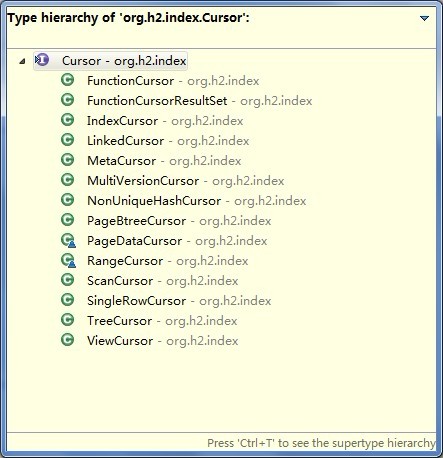 Type hierarchy of 'org.h2.index.Cursor':
Cursor - org.h2.index
FunctionCursor - org.h2.index
FunctionCursorResultSet - org.h2.index
IndexCursor - org.h2.index
LinkedCursor - org.h2.index
MetaCursor - org.h2.index
MultiVersionCursor - org.h2.index
NonUniqueHashCursor - org.h2.index
PageBtreeCursor - org.h2.index
PageDataCursor - org.h2.index
RangeCursor - org.h2.index
ScanCursor - org.h2.index
SingleRowCursor - org.h2.index
TreeCursor - org.h2.index
ViewCursor - org.h2.index
Press 'Ctrl+T' to see the supertype hierarchy